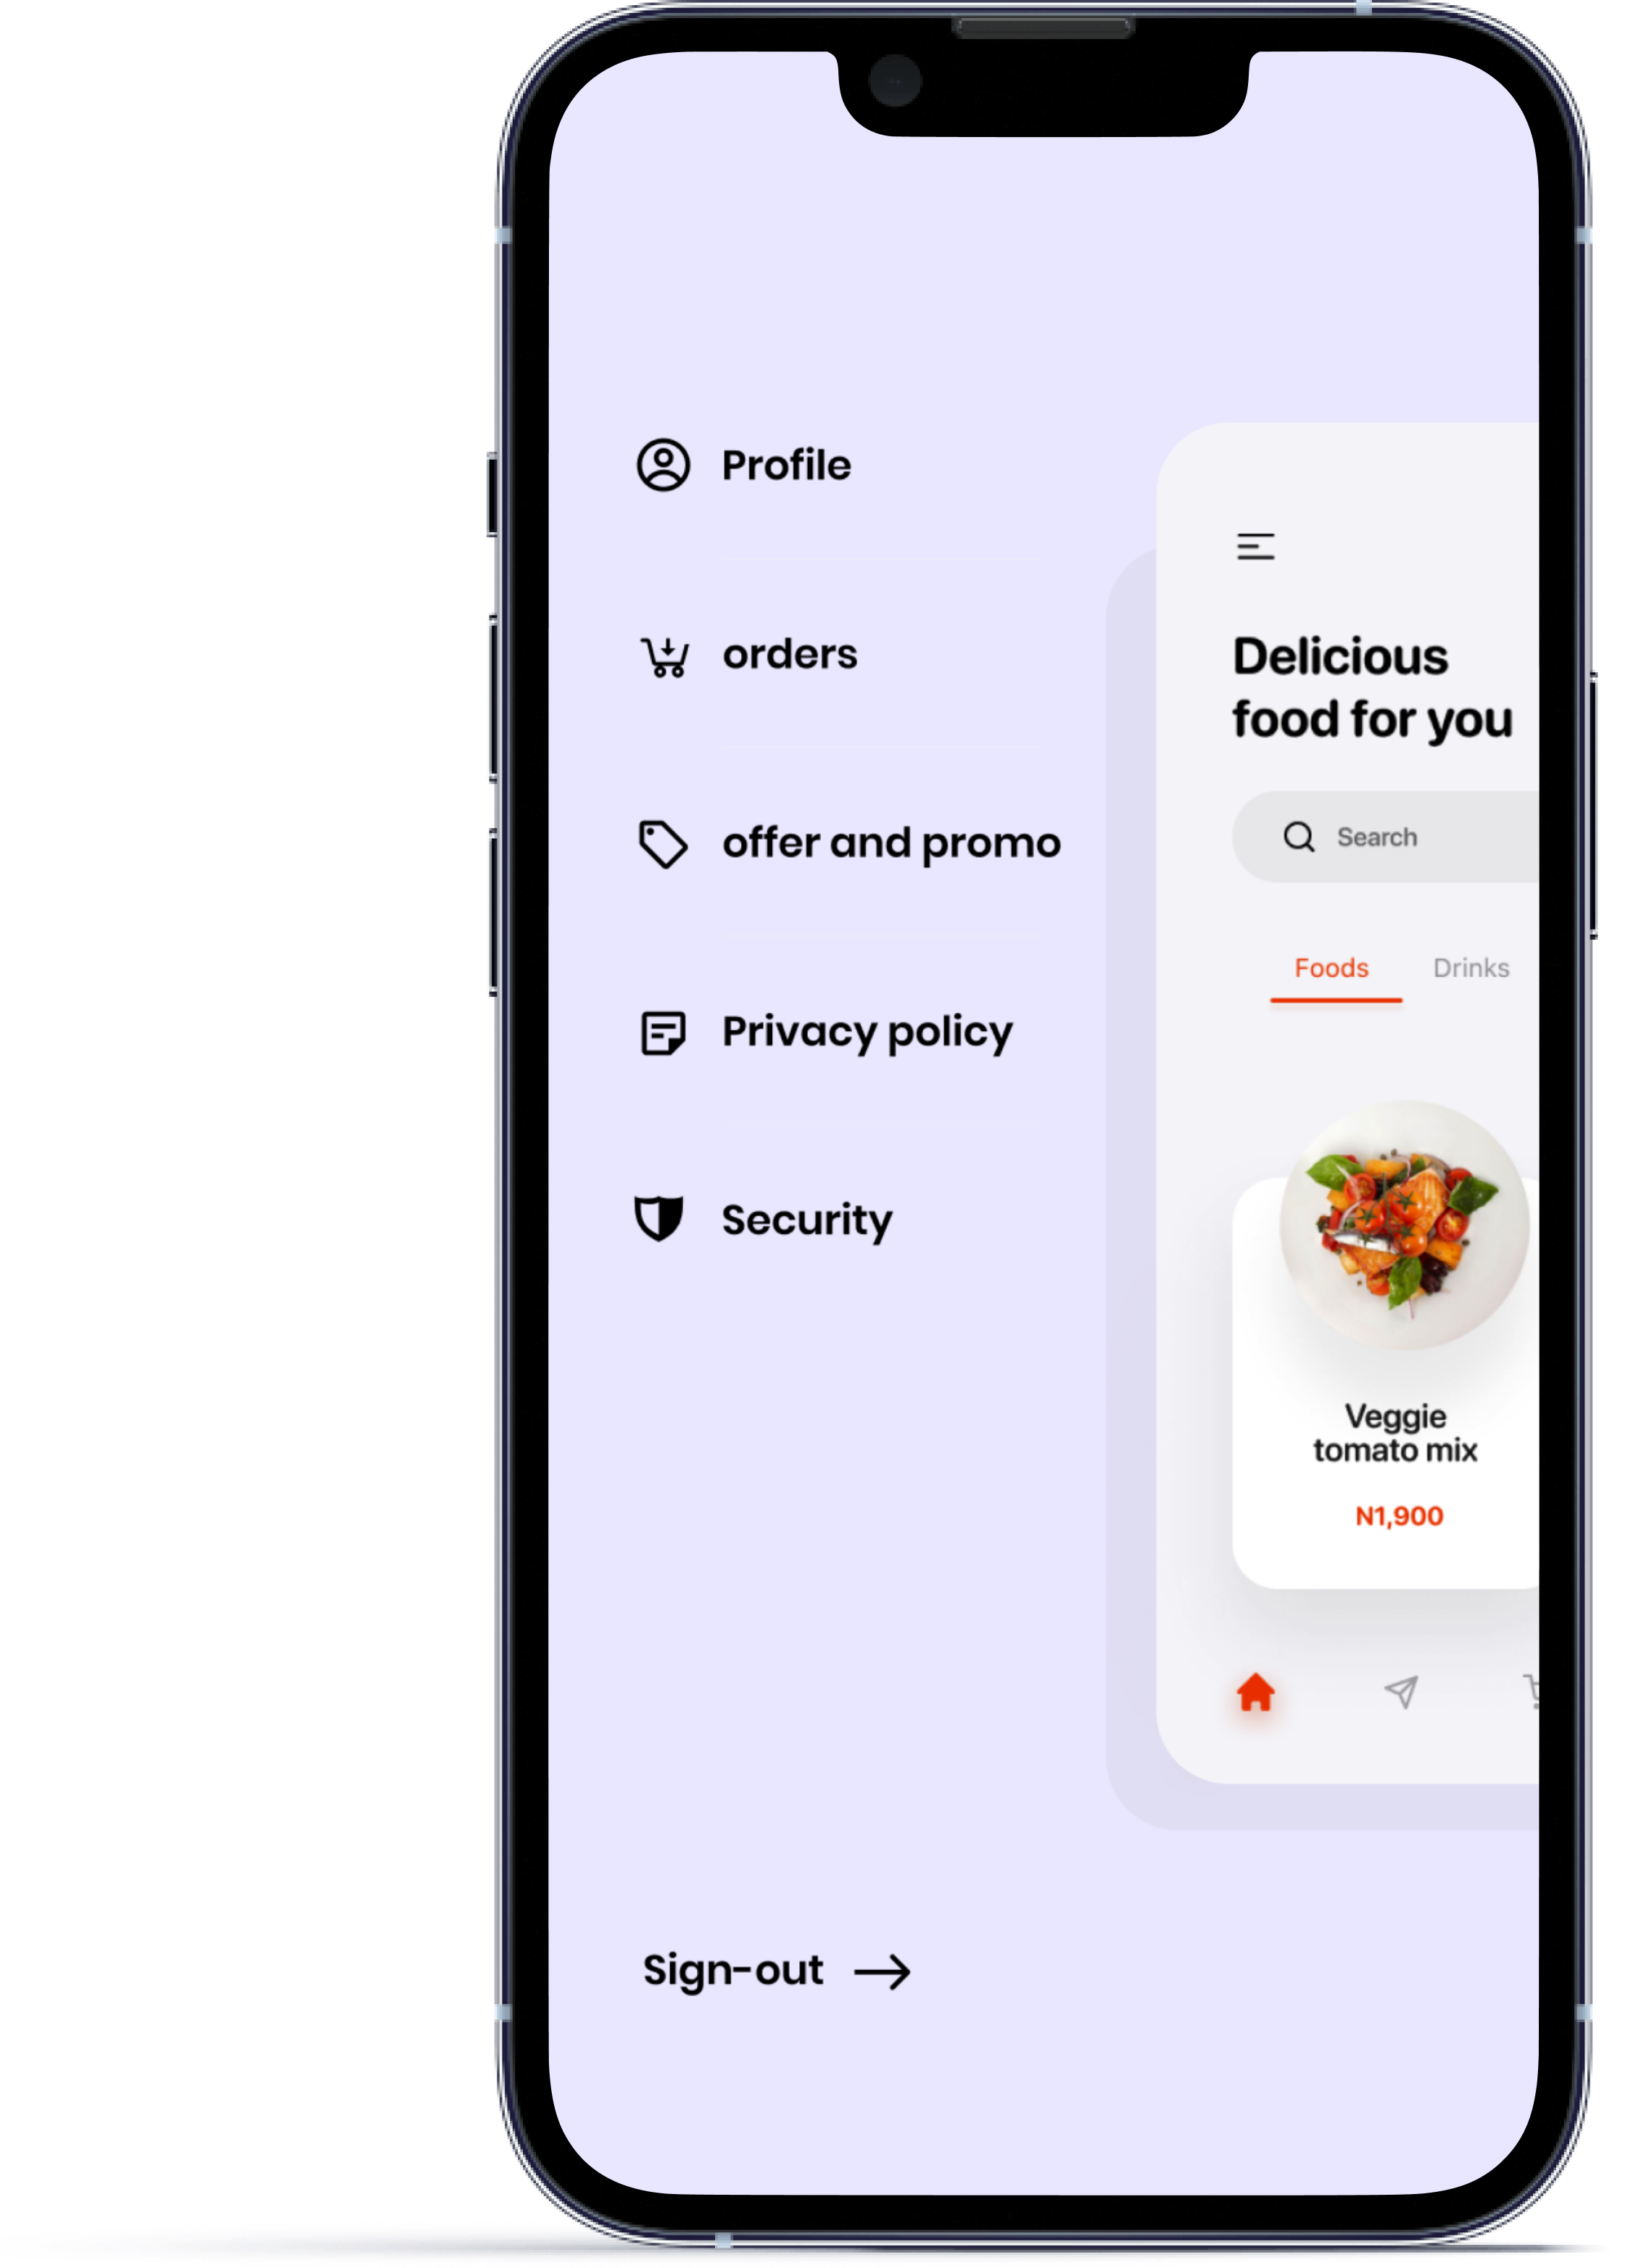 Profile
orders
offer and promo
Privacy policy
Security
Sign-out
Delicious
food for you
Search
Foods Drinks
Veggie
tomato mix
N1,900